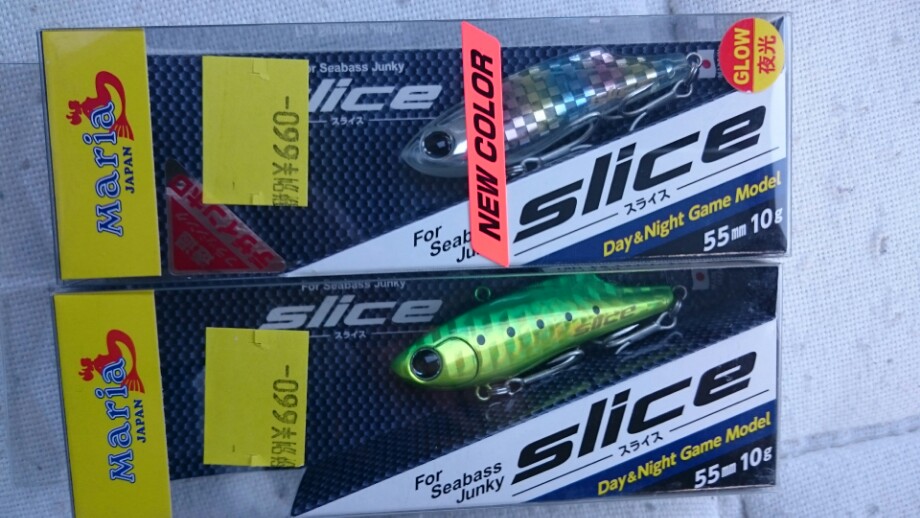 Maria
JAPAN
For Seabass Junky
slice
スライス
税抜¥660-
NEW COLOR
GLOW
夜光
slice
スライス
For
Seabass
Junky
Day&Night Game Model
55mm 10g
Maria
JAPAN
For Seabass Junky
slice
スライス
税抜¥660-
slice
slice
スライス
For
Seabass
Junky
Day&Night Game Model
55mm 10g